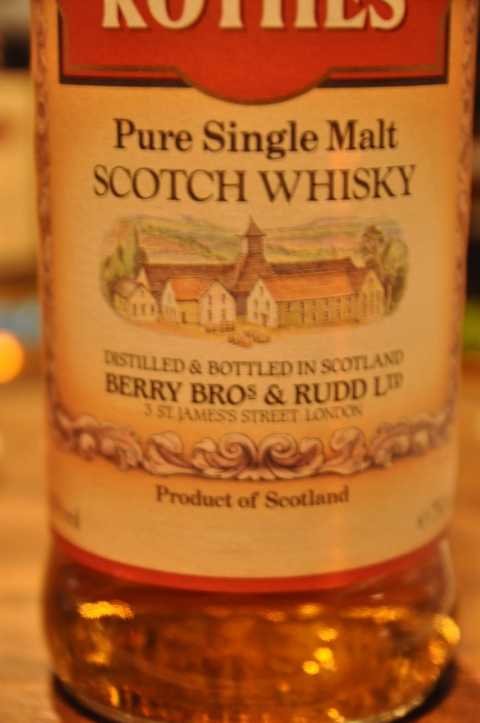 ROTHES
Pure Single Malt
SCOTCH WHISKY
DISTILLED & BOTTLED IN SCOTLAND
BERRY BROS & RUDD LTD
3 ST. JAMES'S STREET LONDON
Product of Scotland